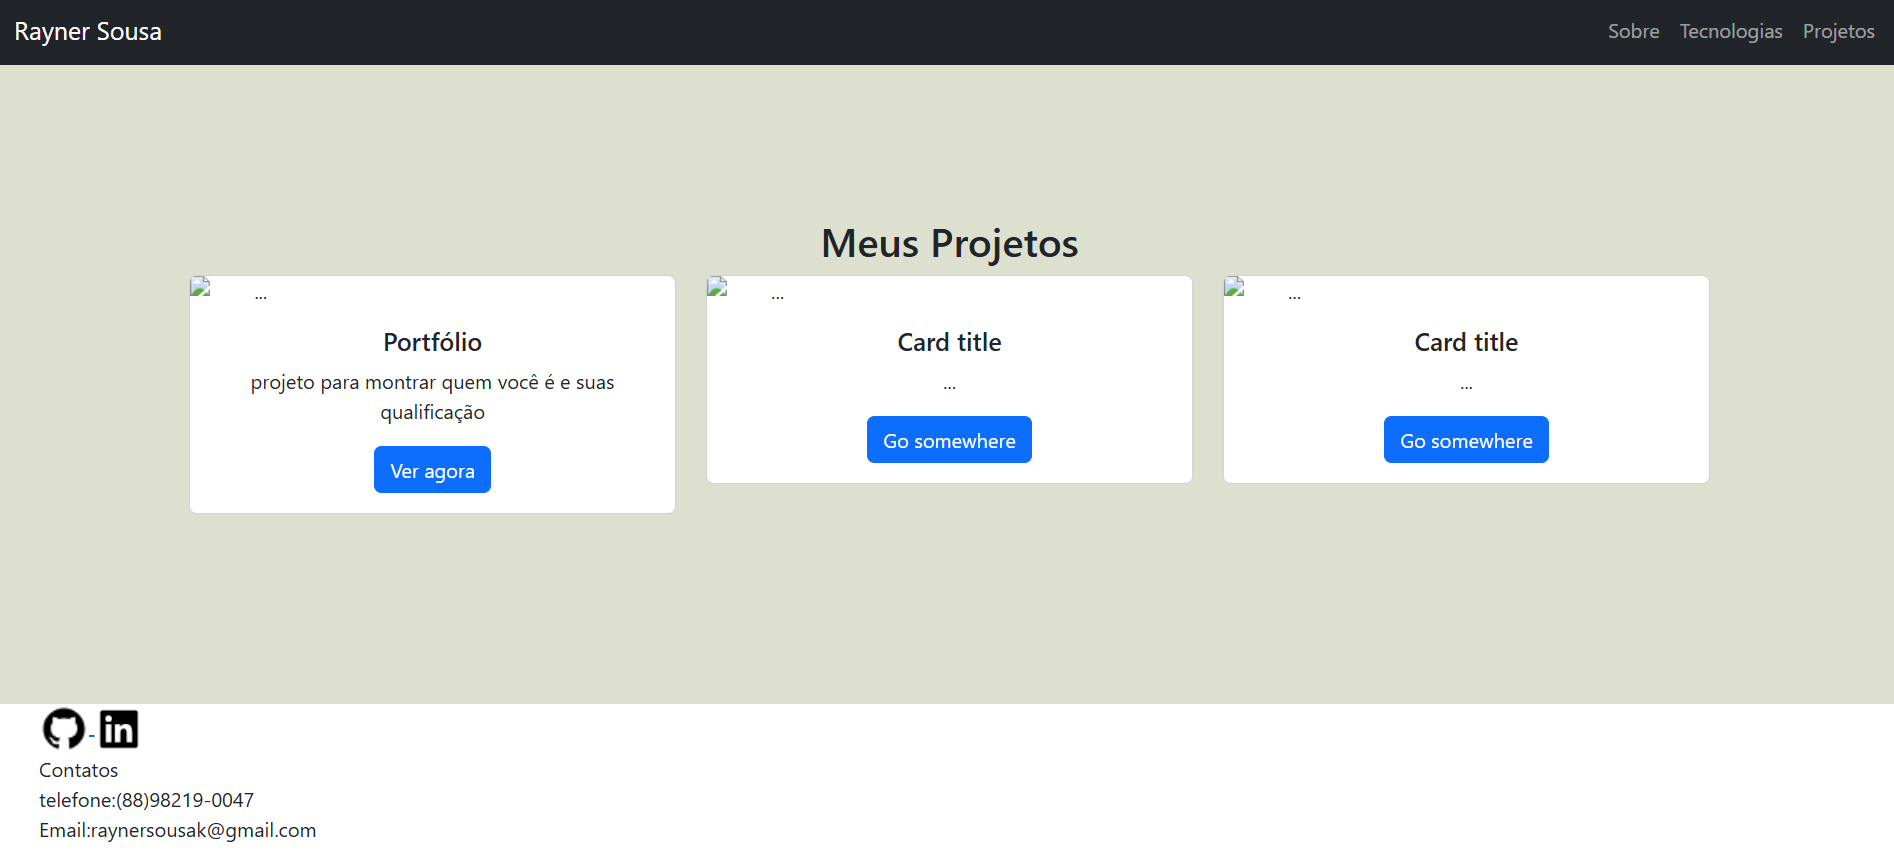 Rayner Sousa
Sobre Tecnologias Projetos
Meus Projetos
...
Portfólio
projeto para montrar quem você é e suas
qualificação
Ver agora
...
Card title
...
Go somewhere
...
Card title
...
Go somewhere
in
Contatos
telefone:(88)98219-0047
Email:raynersousak@gmail.com